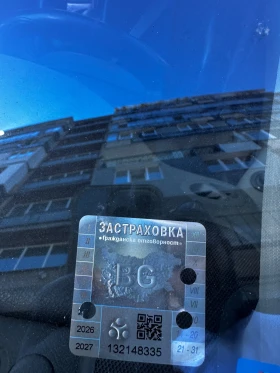 ЗАСТРАХОВКА
«Гражданска отговорност»
BG
2026
2027
132148335
21 - 31